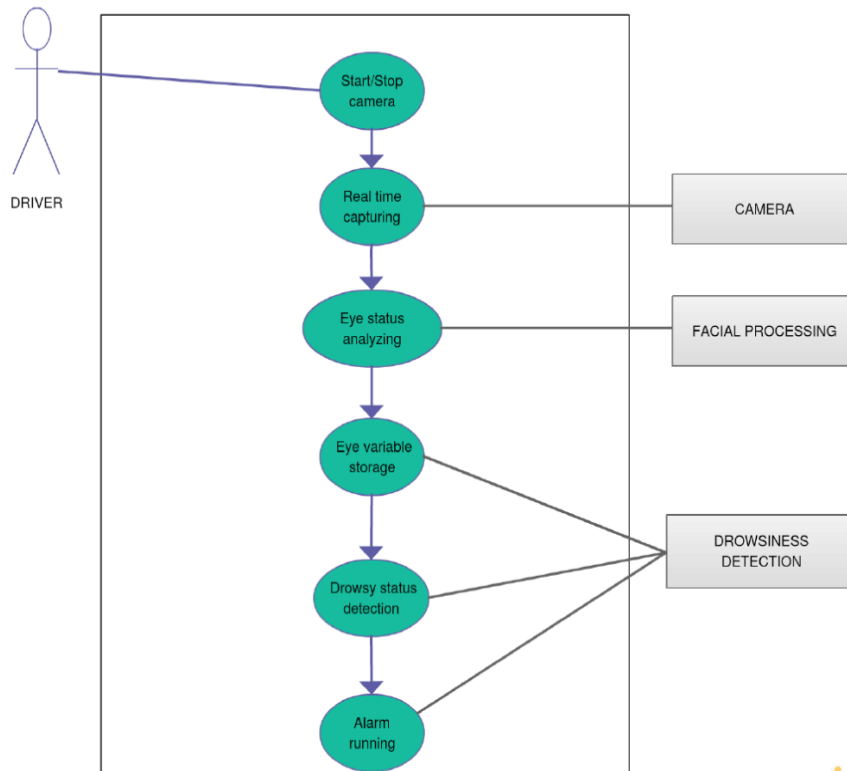 Start/Stop
camera
DRIVER
Real time
capturing
CAMERA
Eye status
analyzing
FACIAL PROCESSING
Eye variable
storage
DROWSINESS
DETECTION
Drowsy status
detection
Alarm
running